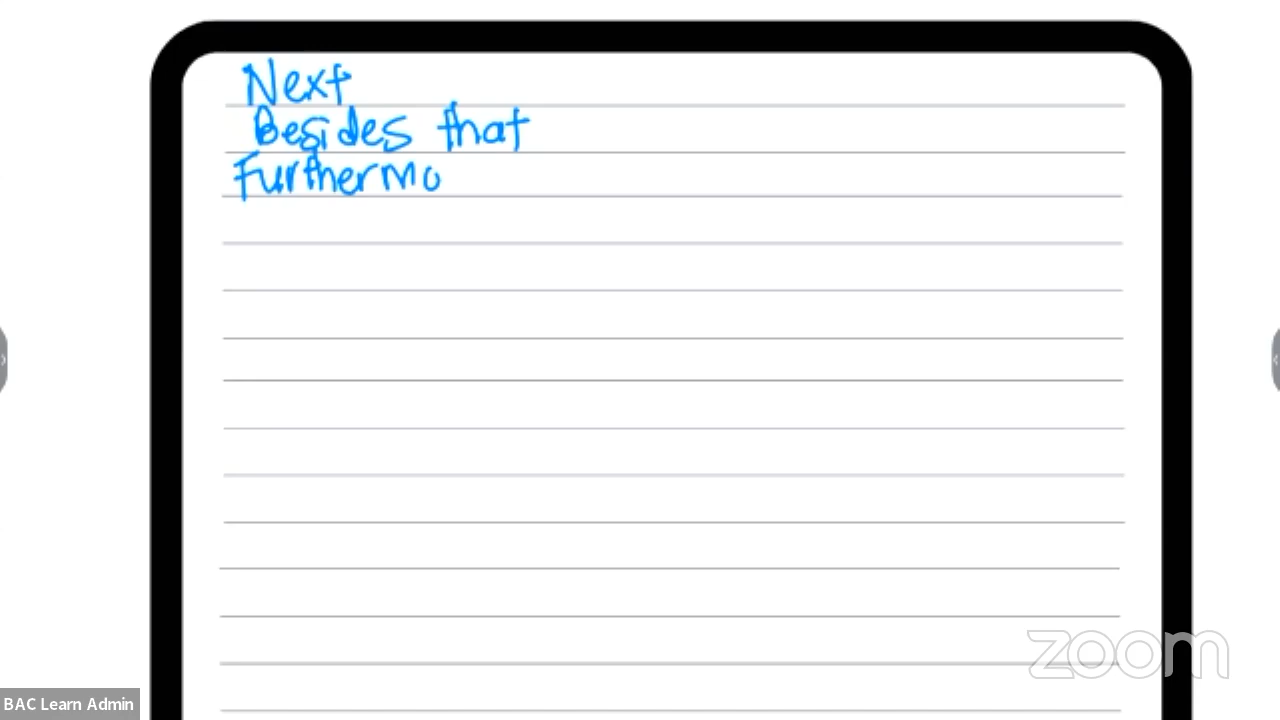 Next
Besides that
Furthermo
zoom
BAC Learn Admin